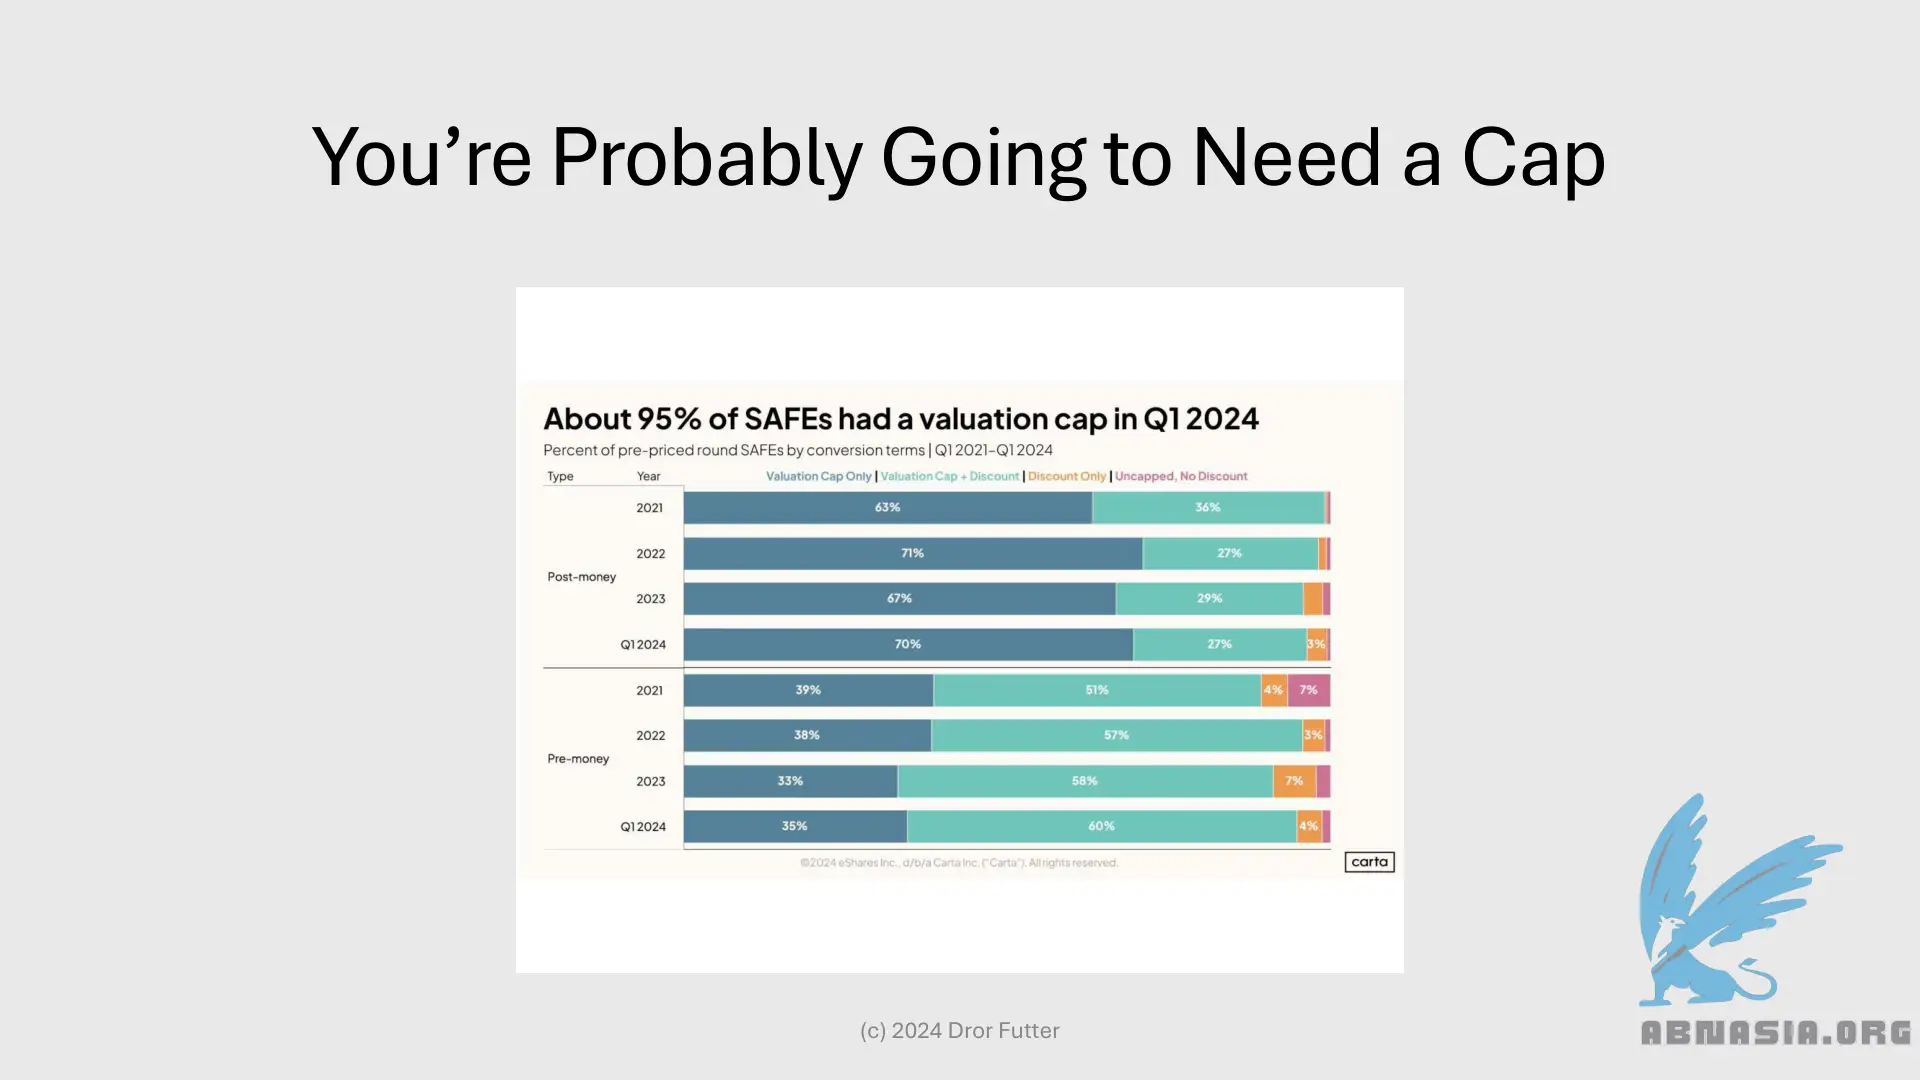 You’re Probably Going to Need a Cap
About 95% of SAFEs had a valuation cap in Q1 2024
Percent of pre-priced round SAFEs by conversion terms | Q1 2021–Q1 2024
Type Year Valuation Cap Only | Valuation Cap + Discount | Discount Only | Uncapped, No Discount
2021 63% 36%
2022 71% 27%
Post-money
2023 67% 29%
Q1 2024 70% 27% 3%
2021 39% 51% 4% 7%
2022 38% 57% 3%
Pre-money
2023 33% 58% 7%
Q1 2024 35% 60% 4%
©2024 eShares Inc., d/b/a Carta Inc. ("Carta"). All rights reserved.
carta
(c) 2024 Dror Futter
ABNASIA.ORG